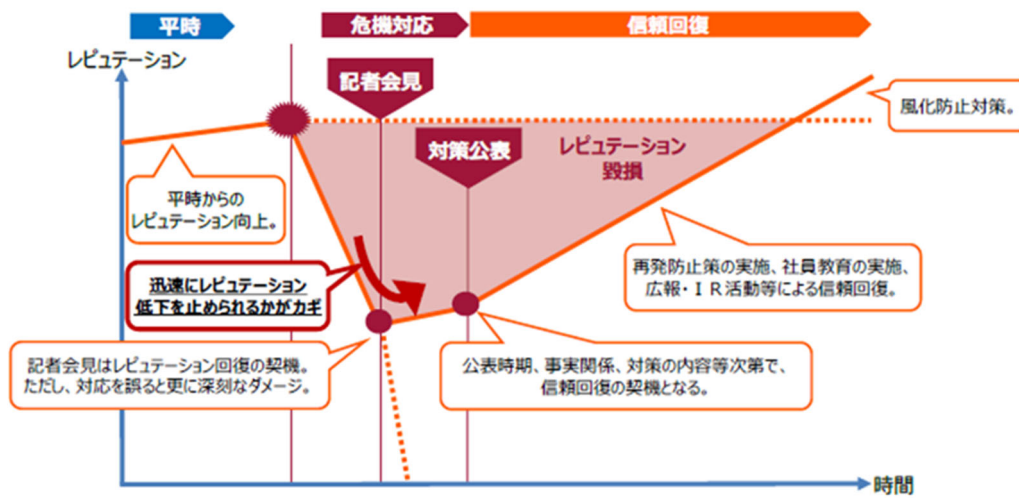 平時
危機対応
信頼回復
レピュテーション
記者会見
風化防止対策。
対策公表
レピュテーション
毀損
平時からの
レピュテーション向上。
迅速にレピュテーション
低下を止められるかがカギ
再発防止策の実施、社員教育の実施、
広報・ＩＲ活動等による信頼回復。
記者会見はレピュテーション回復の契機。
ただし、対応を誤ると更に深刻なダメージ。
公表時期、事実関係、対策の内容等次第で、
信頼回復の契機となる。
時間